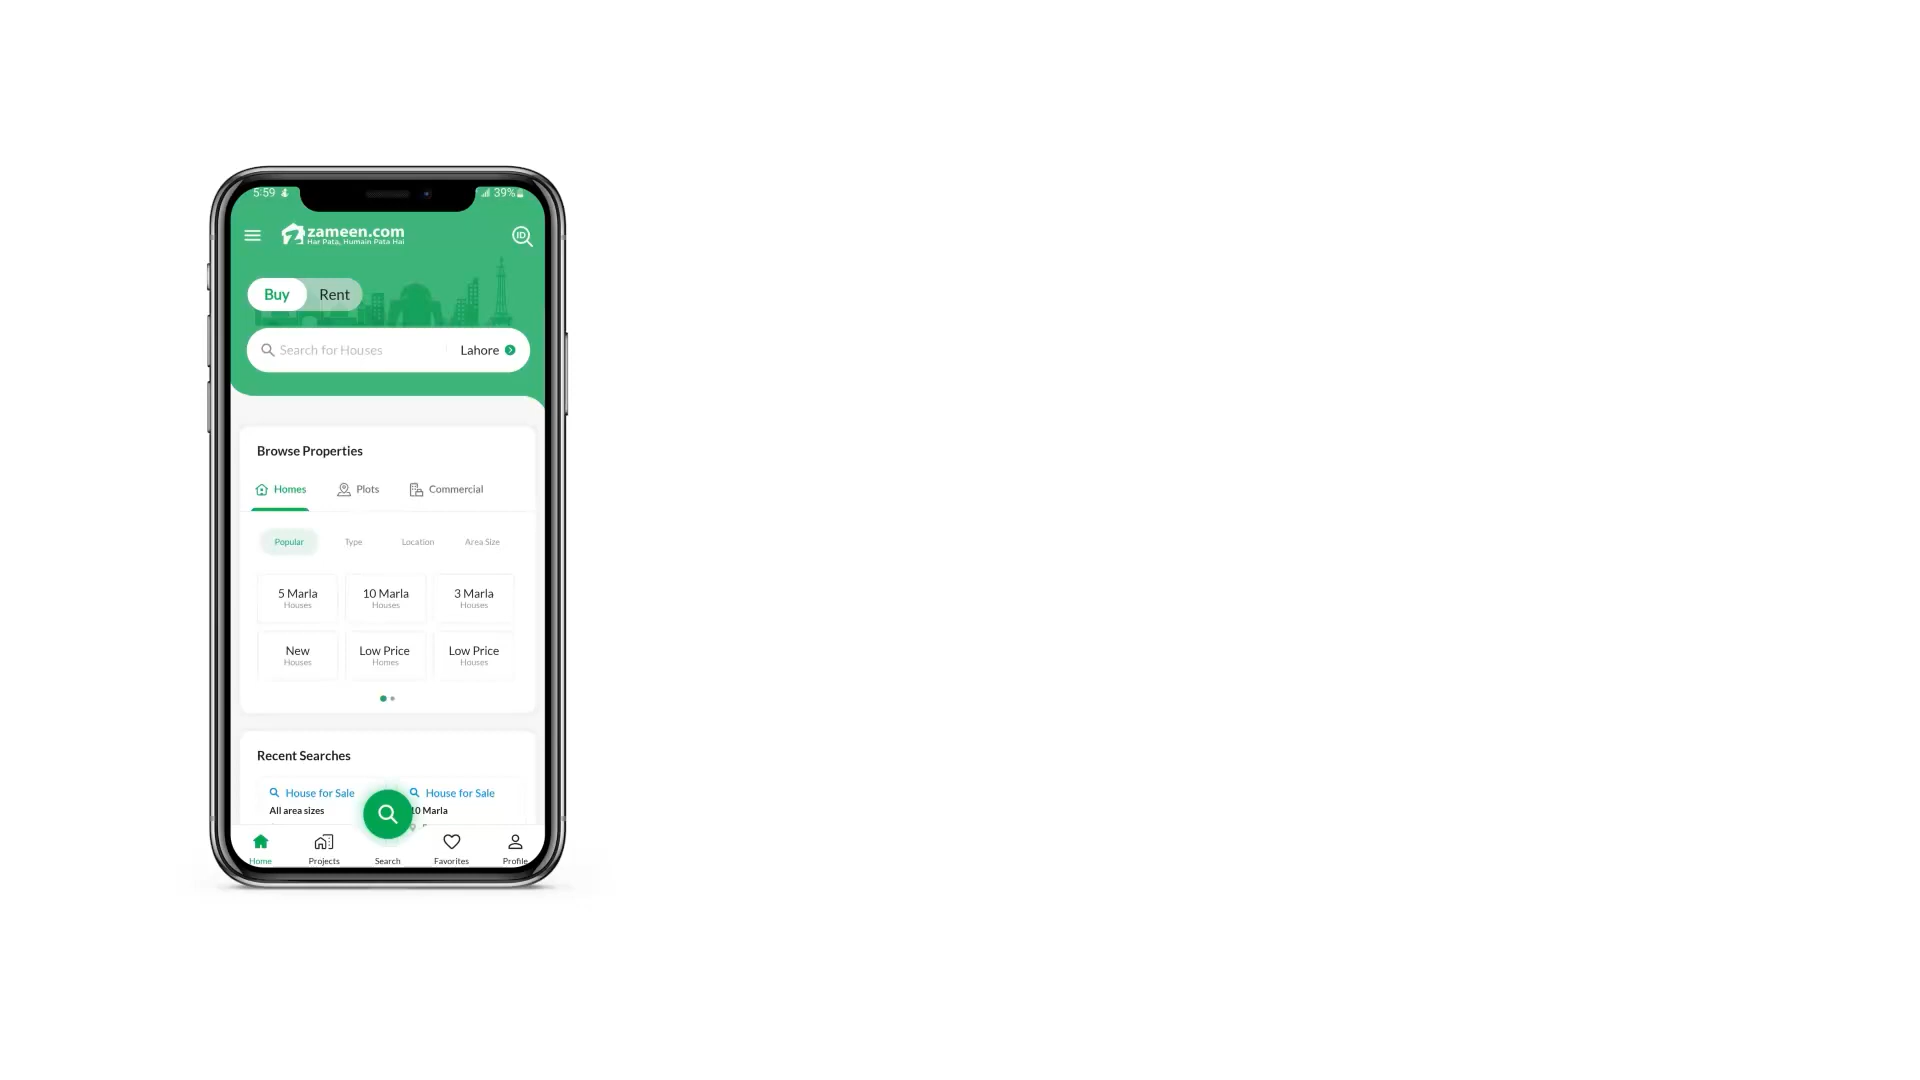 5:59
39%
zameen.com
Har Pata, Humain Pata Hai
ID
Buy
Rent
Search for Houses
Lahore
Browse Properties
Homes
Plots
Commercial
Popular
Type
Location
Area Size
5 Marla
Houses
10 Marla
Houses
3 Marla
Houses
New
Houses
Low Price
Homes
Low Price
Houses
Recent Searches
House for Sale
All area sizes
House for Sale
10 Marla
Home
Projects
Search
Favorites
Profile